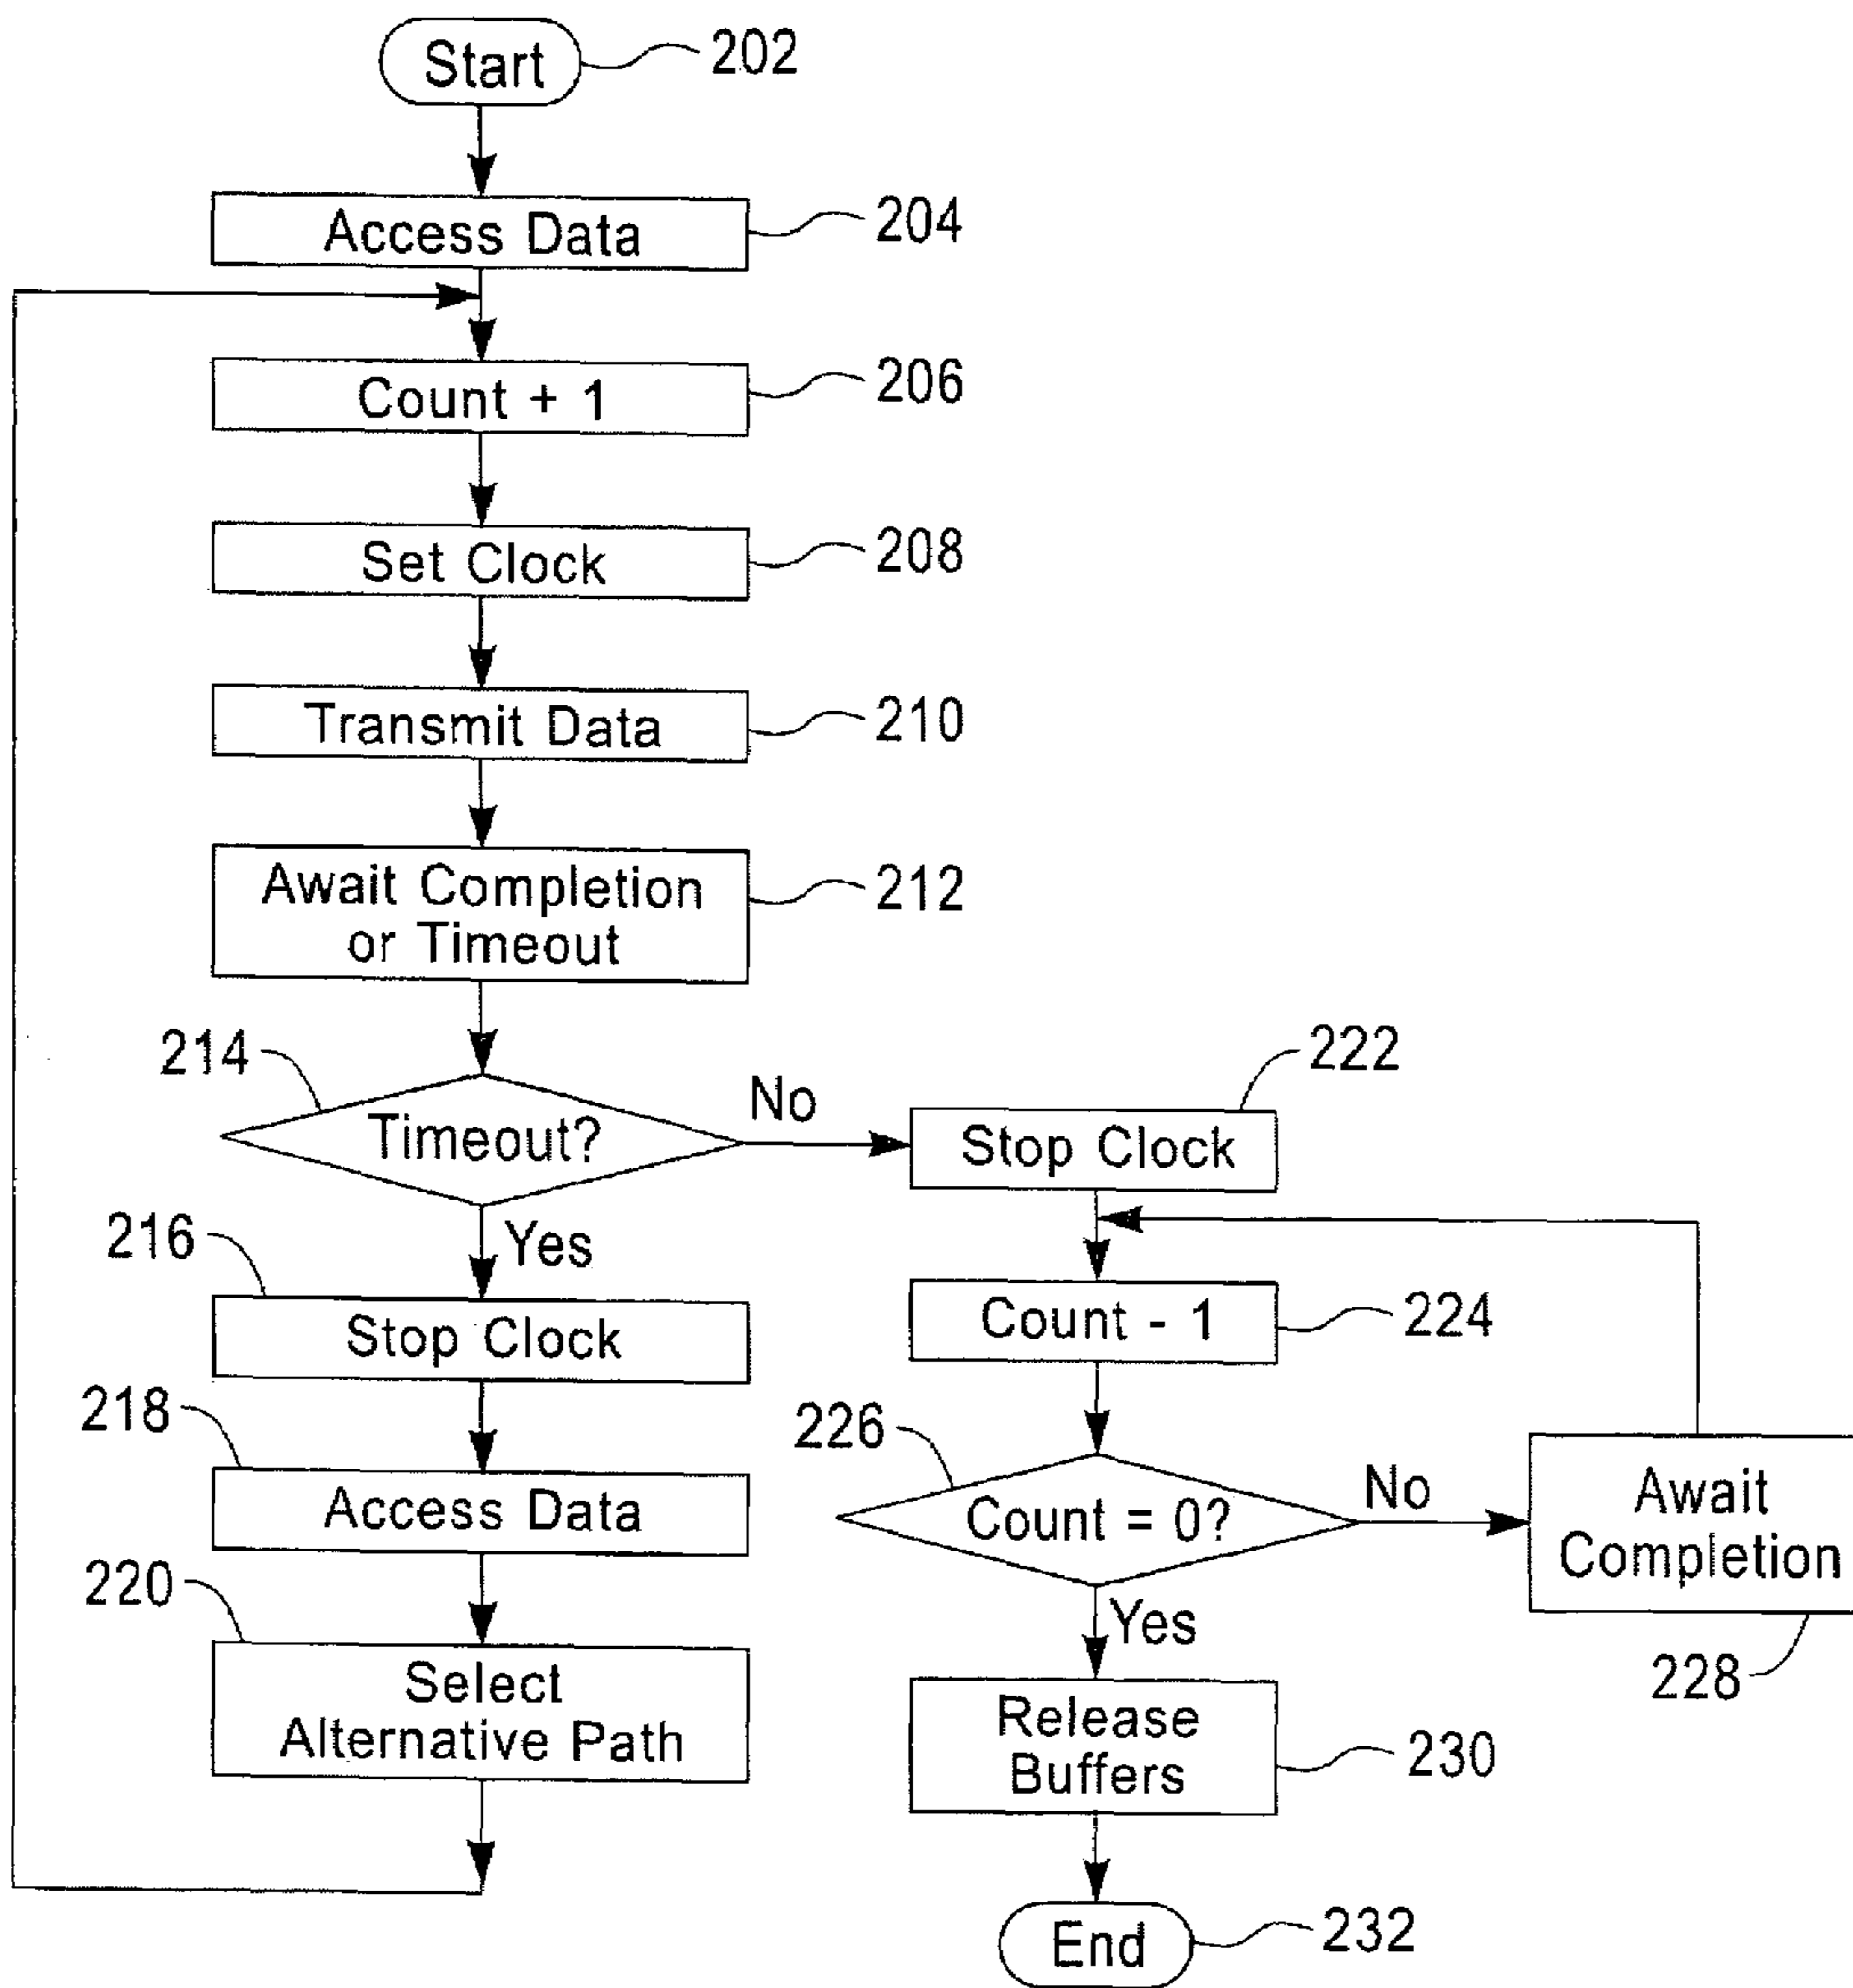 Start
202
Access Data
204
Count + 1
206
Set Clock
208
Transmit Data
210
Await Completion
or Timeout
212
214
Timeout?
No
Yes
222
Stop Clock
216
Stop Clock
Count - 1
224
218
Access Data
226
Count = 0?
No
Yes
Await
Completion
228
220
Select
Alternative Path
Release
Buffers
230
End
232